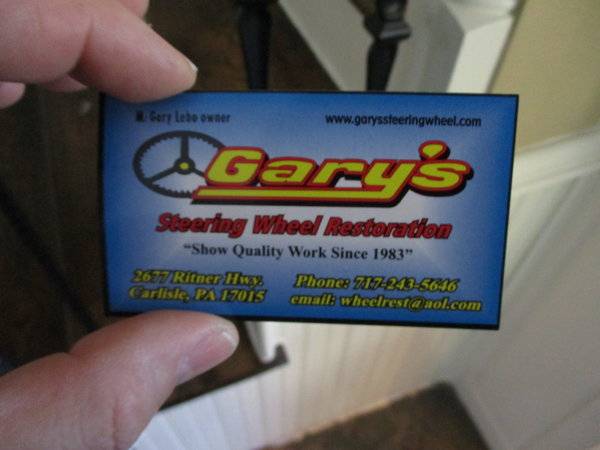 M. Gary Lebo owner
www.garyssteeringwheel.com
Gary's
Steering Wheel Restoration
"Show Quality Work Since 1983"
2677 Ritner Hwy.
Carlisle, PA 17015
Phone: 717-243-5646
email: wheelrest@aol.com